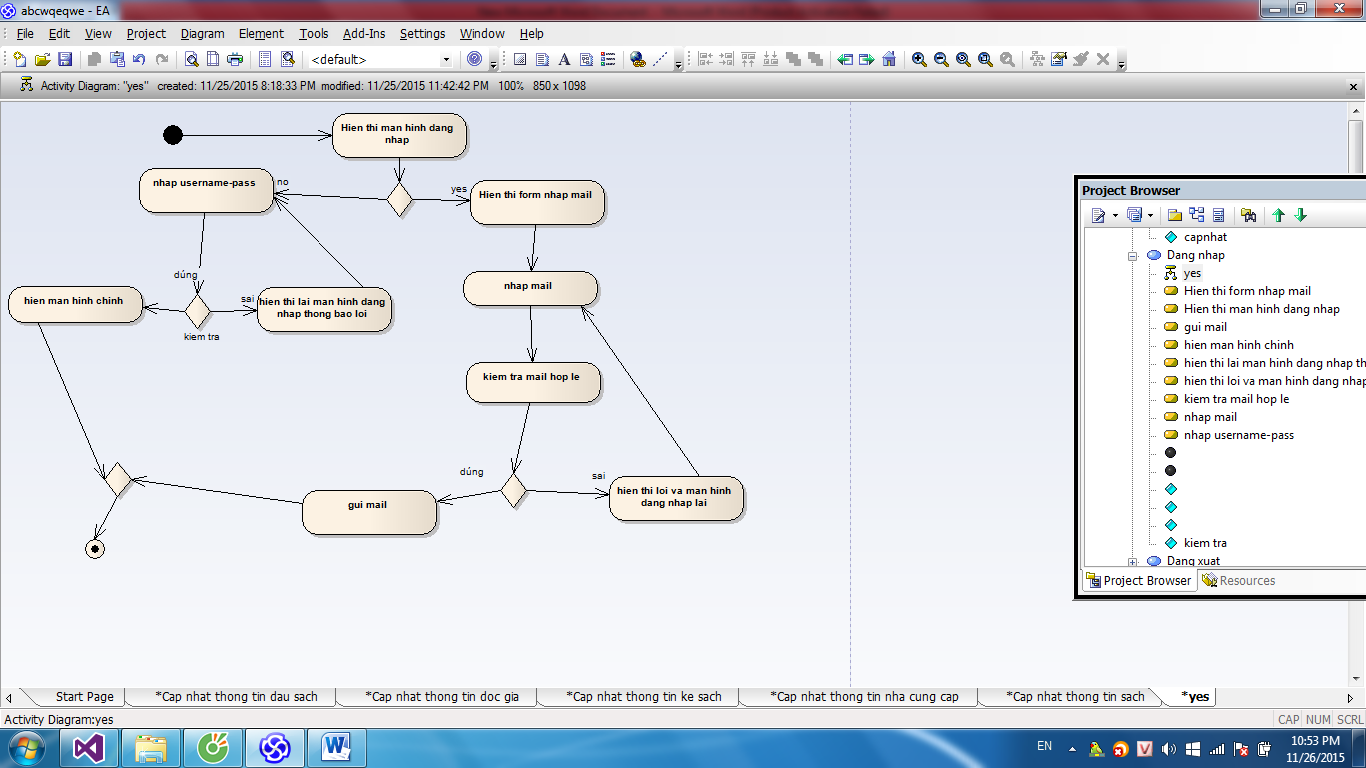 abcwqeqwe - EA
File Edit View Project Diagram Element Tools Add-Ins Settings Window Help
<default>
Activity Diagram: "yes" created: 11/25/2015 8:18:33 PM modified: 11/25/2015 11:42:42 PM 100% 850 x 1098
Hien thi man hinh dang
nhap
nhap username-pass
no
yes
Hien thi form nhap mail
dúng
nhap mail
hien man hinh chinh
sai
hien thi lai man hinh dang
nhap thong bao loi
kiem tra
kiem tra mail hop le
dúng
sai
gui mail
hien thi loi va man hinh
dang nhap lai
Project Browser
capnhat
Dang nhap
yes
Hien thi form nhap mail
Hien thi man hinh dang nhap
gui mail
hien man hinh chinh
hien thi lai man hinh dang nhap th
hien thi loi va man hinh dang nhap
kiem tra mail hop le
nhap mail
nhap username-pass
kiem tra
Dang xuat
Project Browser Resources
Start Page *Cap nhat thong tin dau sach *Cap nhat thong tin doc gia *Cap nhat thong tin ke sach *Cap nhat thong tin nha cung cap *Cap nhat thong tin sach *yes
Activity Diagram:yes CAP NUM SCRL
EN 10:53 PM
11/26/2015